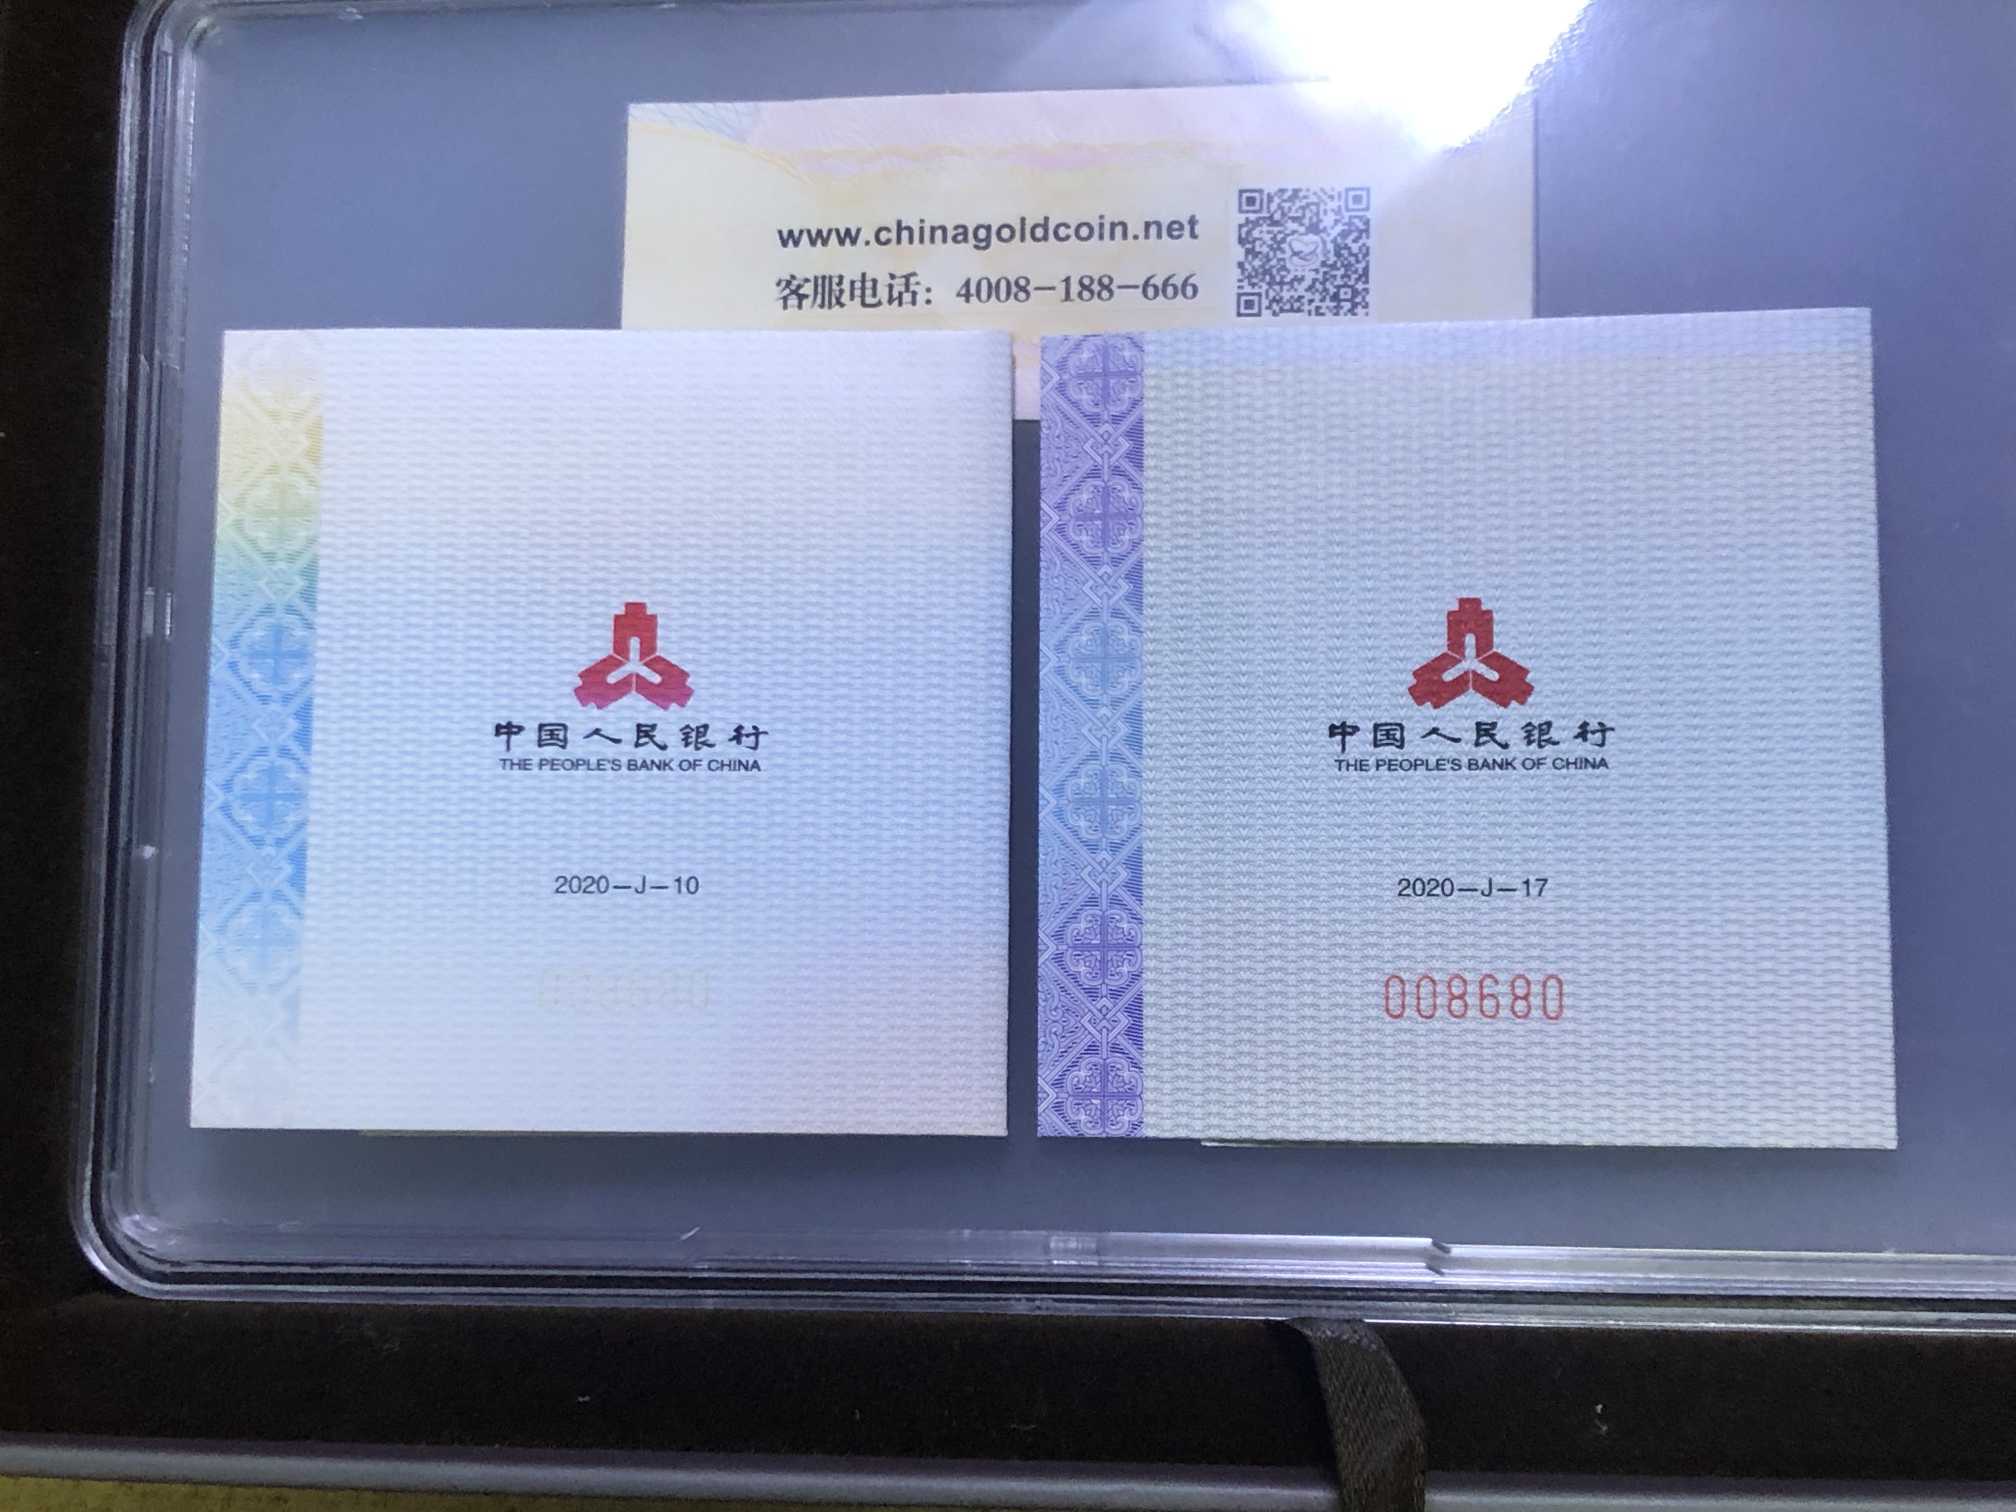 www.chinagoldcoin.net
客服电话：4008-188-666
中国人民银行
THE PEOPLE'S BANK OF CHINA
2020-J-10
中国人民银行
THE PEOPLE'S BANK OF CHINA
2020-J-17
008680